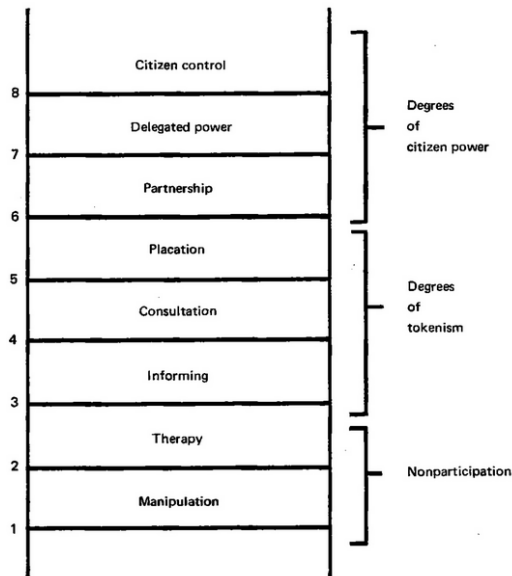 Citizen control
8
Delegated power
7
Partnership
6
Degrees
of
citizen power
Placation
5
Consultation
4
Informing
3
Degrees
of
tokenism
Therapy
2
Manipulation
1
Nonparticipation